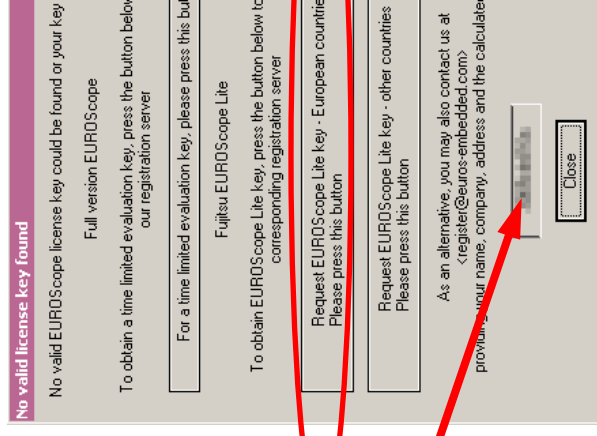 No valid license key found
No valid EUROScope license key could be found or your key
Full version EUROScope
To obtain a time limited evaluation key, press the button below
our registration server
For a time limited evaluation key, please press this but
Fujitsu EUROScope Lite
To obtain EUROScope Lite key, press the button below to
corresponding registration server
Request EUROScope Lite key - European countrie
Please press this button
Request EUROScope Lite key - other countries
Please press this button
As an alternative, you may also contact us at
<register@euros-embedded.com>
providing your name, company, address and the calculated
Close